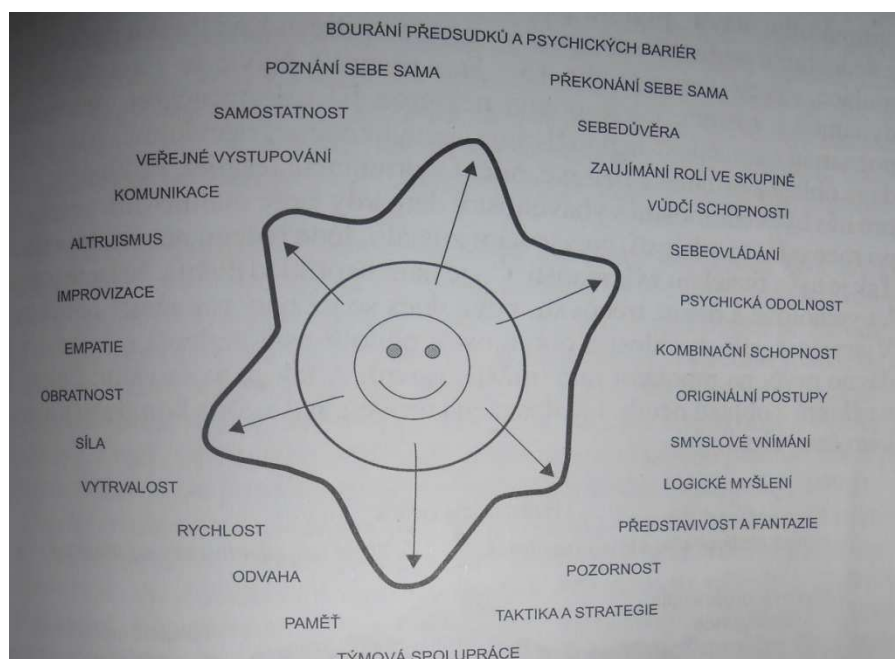 BOURÁNÍ PŘEDSUDKŮ A PSYCHICKÝCH BARIÉR
POZNÁNÍ SEBE SAMA
PŘEKONÁNÍ SEBE SAMA
SAMOSTATNOST
SEBEDŮVĚRA
VEŘEJNÉ VYSTUPOVÁNÍ
ZAUJÍMÁNÍ ROLÍ VE SKUPINĚ
KOMUNIKACE
VŮDČÍ SCHOPNOSTI
ALTRUISMUS
SEBEOVLÁDÁNÍ
IMPROVIZACE
PSYCHICKÁ ODOLNOST
EMPATIE
KOMBINAČNÍ SCHOPNOST
OBRATNOST
ORIGINÁLNÍ POSTUPY
SÍLA
SMYSLOVÉ VNÍMÁNÍ
VYTRVALOST
LOGICKÉ MYŠLENÍ
RYCHLOST
PŘEDSTAVIVOST A FANTAZIE
ODVAHA
POZORNOST
PAMĚŤ
TAKTIKA A STRATEGIE
TÝMOVÁ SPOLUPRÁCE